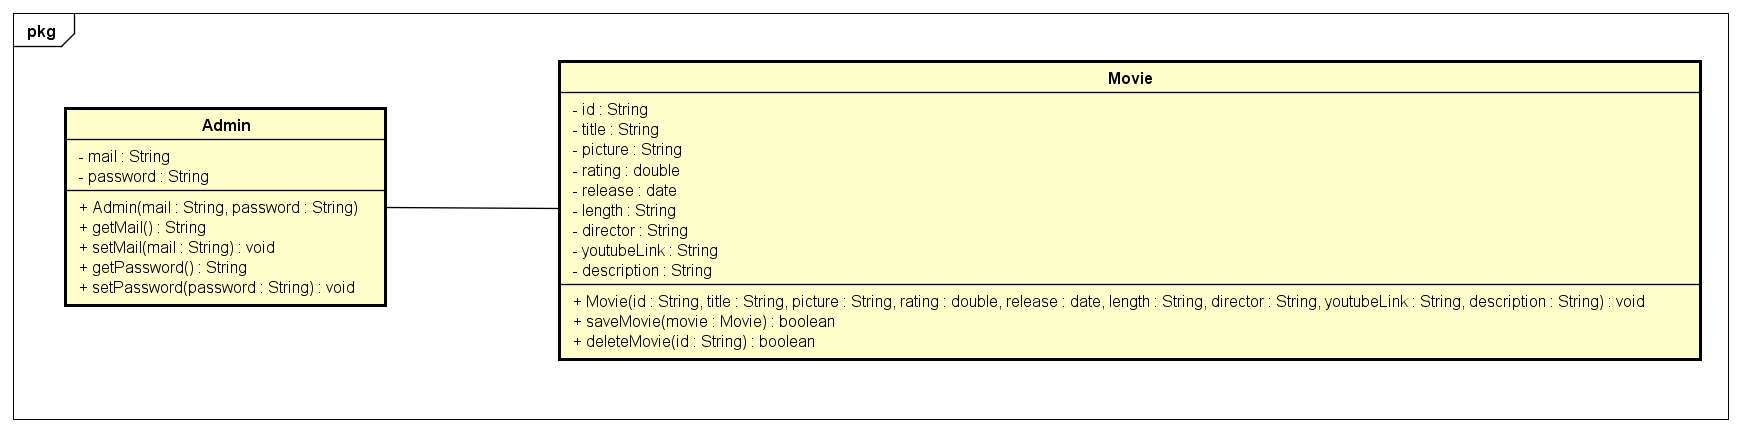 pkg
Admin
- mail : String
- password : String
+ Admin(mail : String, password : String)
+ getMail() : String
+ setMail(mail : String) : void
+ getPassword() : String
+ setPassword(password : String) : void
Movie
- id : String
- title : String
- picture : String
- rating : double
- release : date
- length : String
- director : String
- youtubeLink : String
- description : String
+ Movie(id : String, title : String, picture : String, rating : double, release : date, length : String, director : String, youtubeLink : String, description : String) : void
+ saveMovie(movie : Movie) : boolean
+ deleteMovie(id : String) : boolean